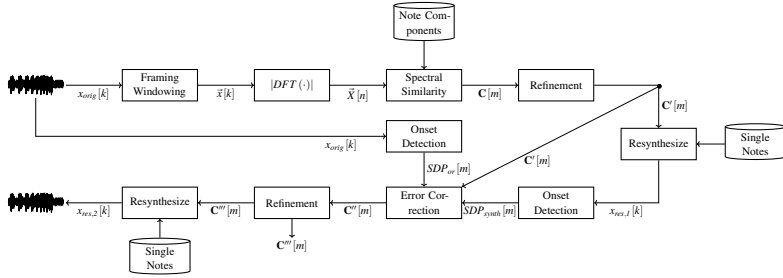 Note Com-
ponents
Framing
Windowing
|DFT (·)|
Spectral
Similarity
Refinement
x_orig[k]
x⃗[k]
X⃗[n]
C[m]
C′[m]
Onset
Detection
x_orig[k]
Resynthesize
Single
Notes
SDP_or[m]
C′[m]
Resynthesize
Refinement
Error Cor-
rection
Onset
Detection
x_res,2[k]
C′′′[m]
C′′[m]
SDP_synth[m]
x_res,1[k]
C′′′[m]
Single
Notes